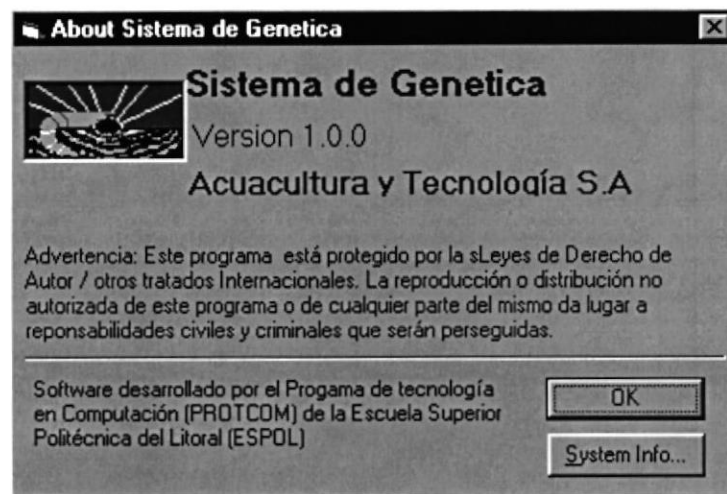 About Sistema de Genetica
Sistema de Genetica
Version 1.0.0
Acuacultura y Tecnología S.A
Advertencia: Este programa está protegido por la sLeyes de Derecho de
Autor / otros tratados Internacionales. La reproducción o distribución no
autorizada de este programa o de cualquier parte del mismo da lugar a
reponsabilidades civiles y criminales que serán perseguidas.
Software desarrollado por el Progama de tecnología
en Computación (PROTCOM) de la Escuela Superior
Politécnica del Litoral (ESPOL)
OK
System Info...